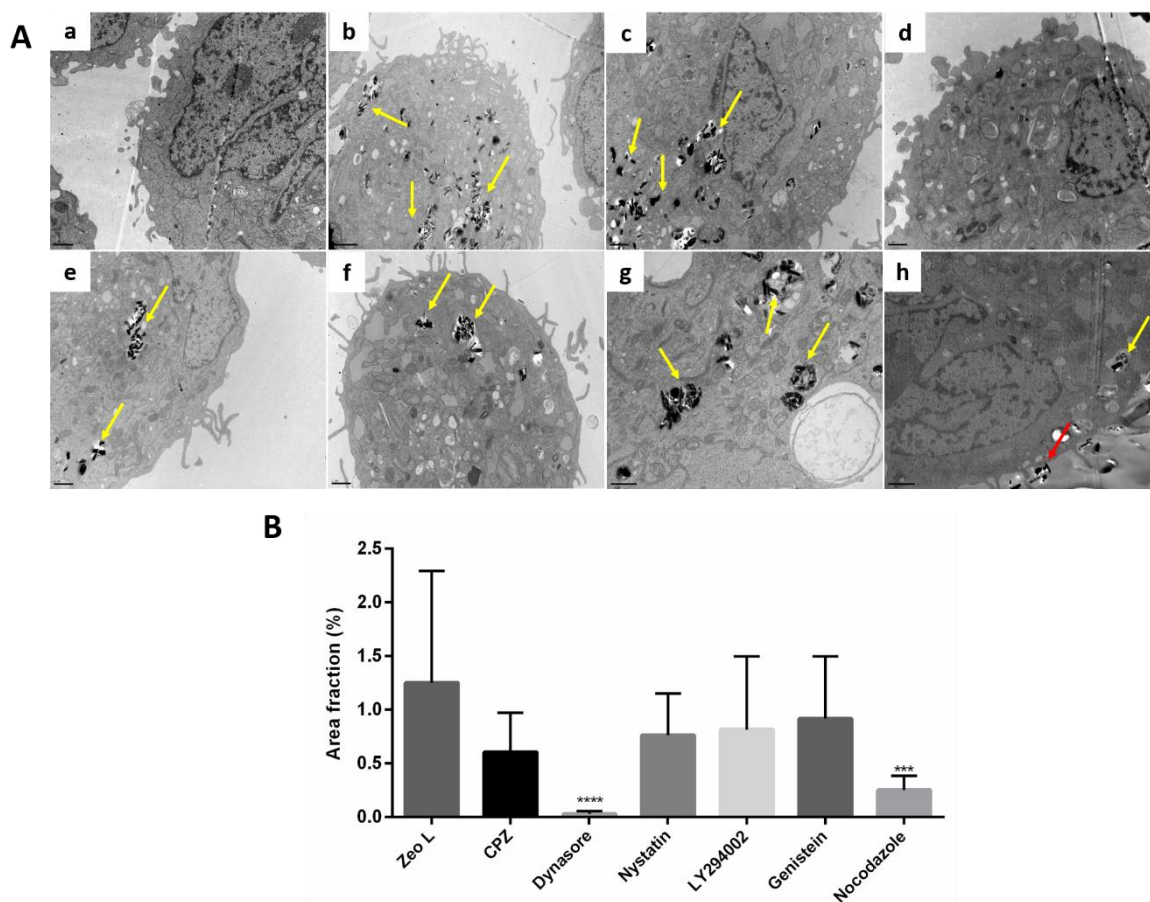 A
a
b
c
d
e
f
g
h
B
Area fraction (%)
2.5
2.0
1.5
1.0
0.5
0.0
**** ***
Zeo L
CPZ
Dynasore
Nystatin
LY294002
Genistein
Nocodazole